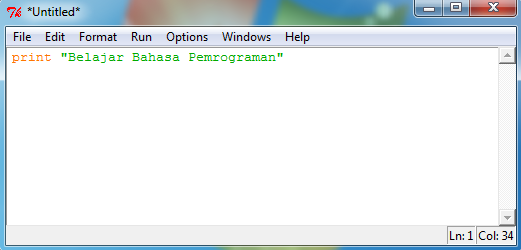 *Untitled*
File Edit Format Run Options Windows Help
print "Belajar Bahasa Pemrograman"
Ln: 1 Col: 34